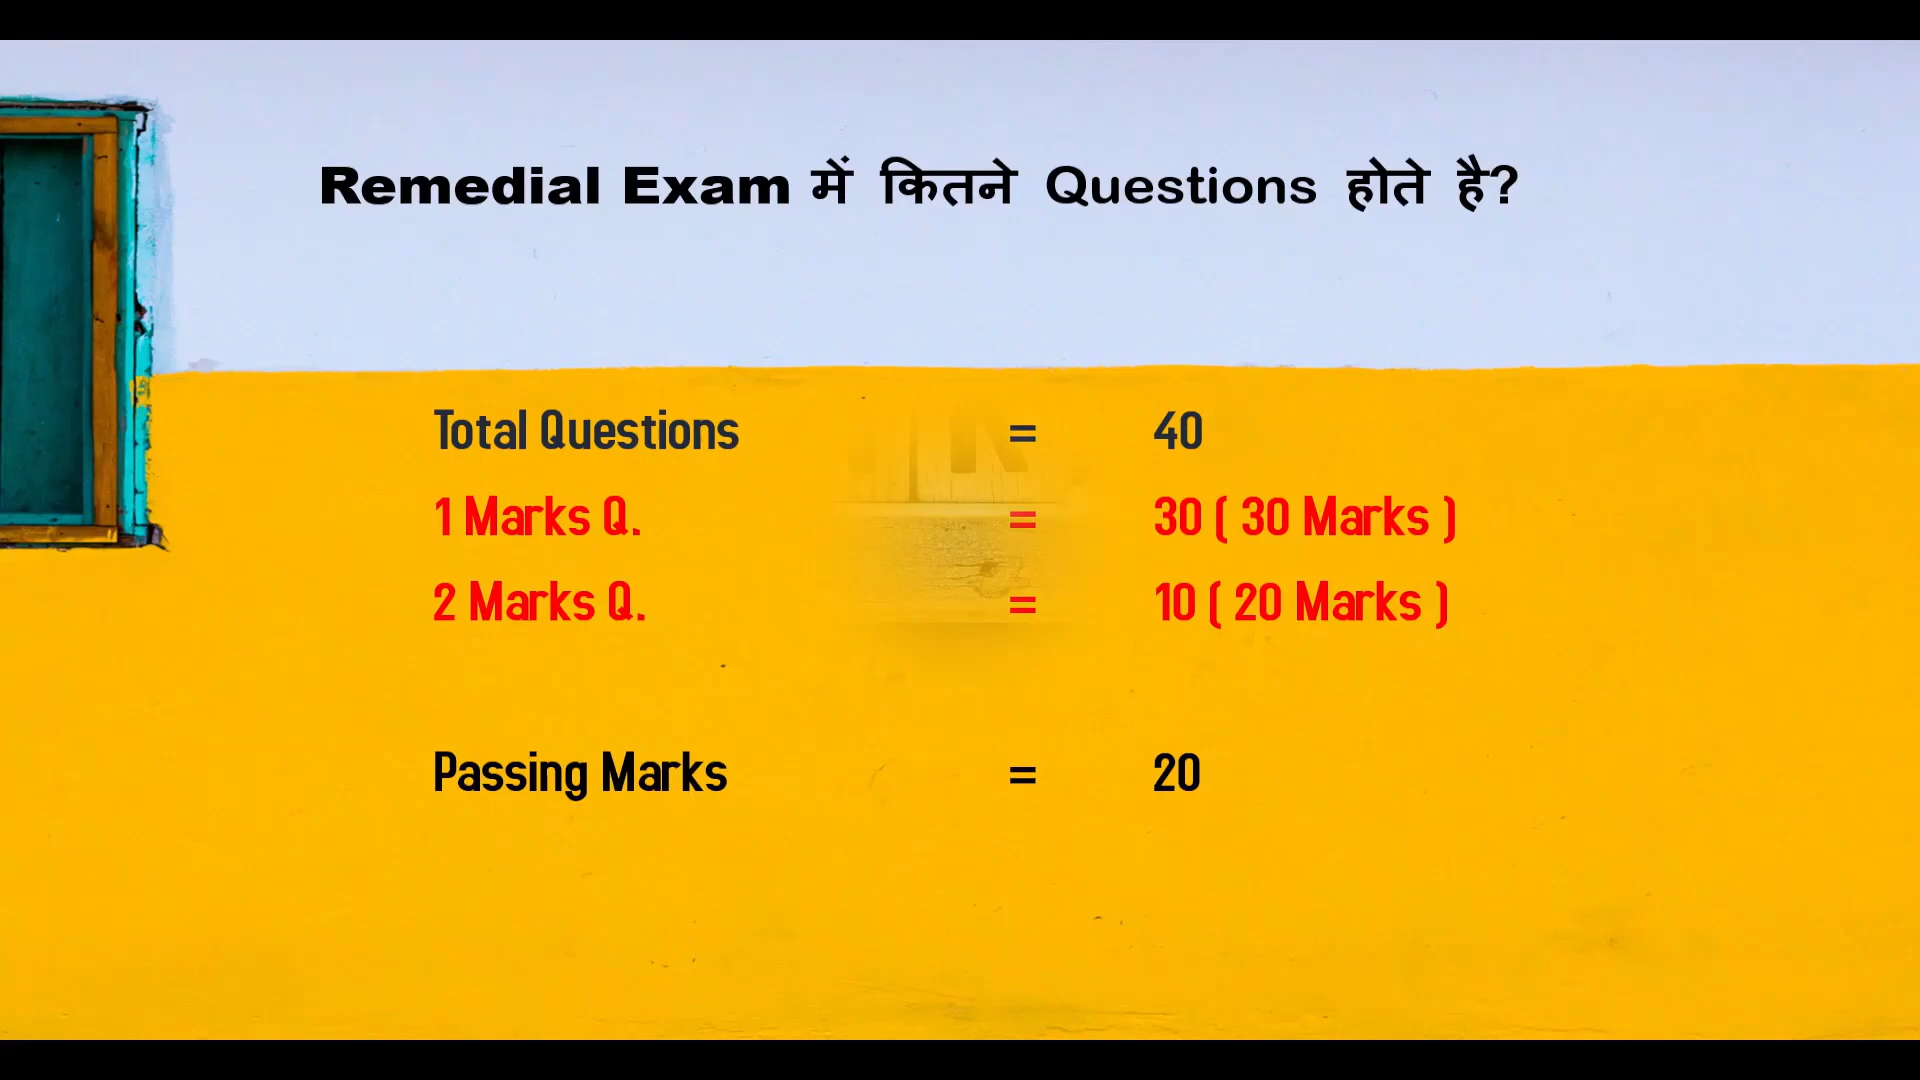 Remedial Exam में कितने Questions होते है?
Total Questions = 40
1 Marks Q. = 30 ( 30 Marks )
2 Marks Q. = 10 ( 20 Marks )
Passing Marks = 20